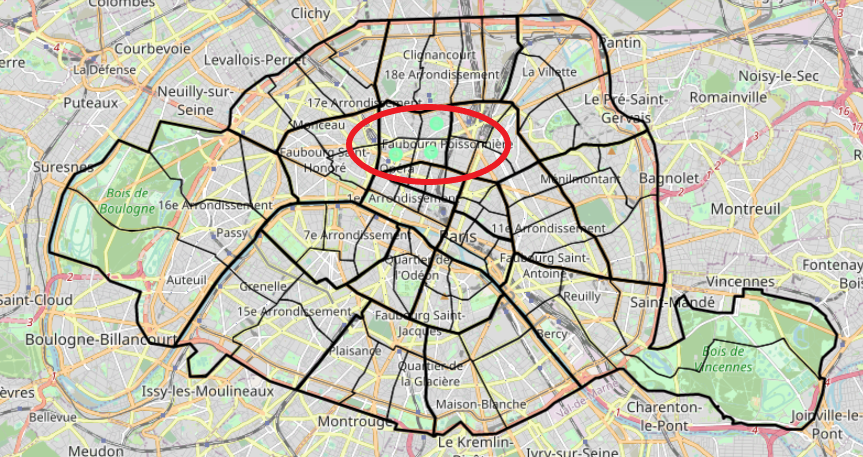 Colombes
Clichy
Pantin
Courbevoie
Clignancourt
Levallois-Perret
La Défense
18e Arrondissement
La Villette
Noisy-le-Sec
Neuilly-sur-
Seine
Puteaux
17e Arrondissement
Le Pré-Saint-
Gervais
Romainville
Monceau
Faubourg Poissonnière
Suresnes
Faubourg Saint-
Honoré
Opéra
Ménilmontant
Bagnolet
Bois de
Boulogne
16e Arrondissement
1er Arrondissement
Montreuil
Passy
7e Arrondissement
Paris
11e Arrondissement
Quartier de
l'Odéon
Faubourg Saint-
Antoine
Fontenay
Auteuil
Grenelle
Vincennes
Saint-Cloud
Reuilly
Saint-Mandé
15e Arrondissement
Faubourg Saint-
Jacques
Boulogne-Billancourt
Bercy
Plaisance
Bois de
Vincennes
Quartier de
la Glacière
Issy-les-Moulineaux
Val-de-Marne
Maison-Blanche
Charenton-
le-Pont
Joinville-le-
Pont
Bellevue
Montrouge
Le Kremlin-
Ivry-sur-Seine
Meudon